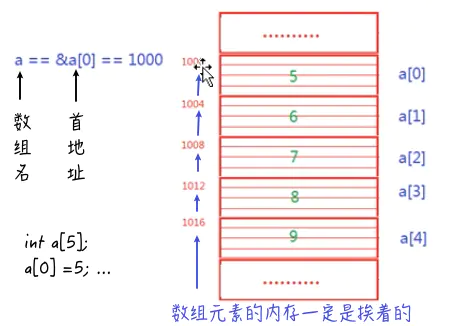 a == &a[0] == 1000
数组名
首地址
int a[5];
a[0] =5; ...
..........
5
a[0]
1004
6
a[1]
1008
7
a[2]
1012
8
a[3]
1016
9
a[4]
..........
数组元素的内存一定是挨着的